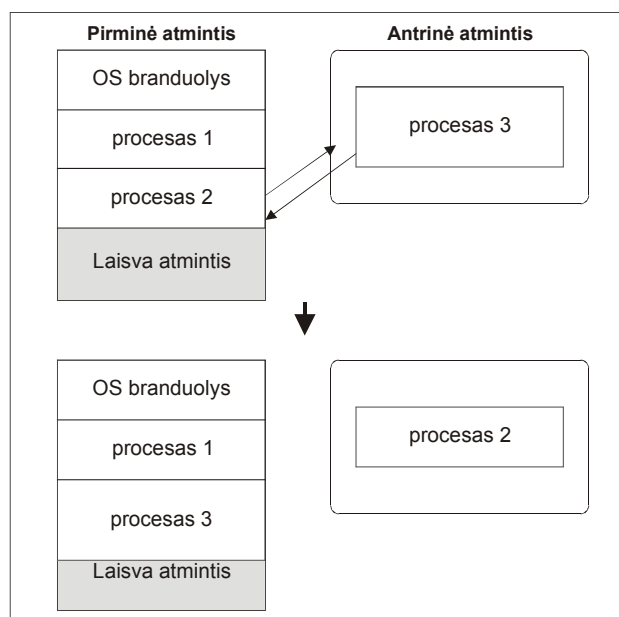 Pirminė atmintis
Antrinė atmintis
OS branduolys
procesas 1
procesas 2
Laisva atmintis
procesas 3
OS branduolys
procesas 1
procesas 3
Laisva atmintis
procesas 2